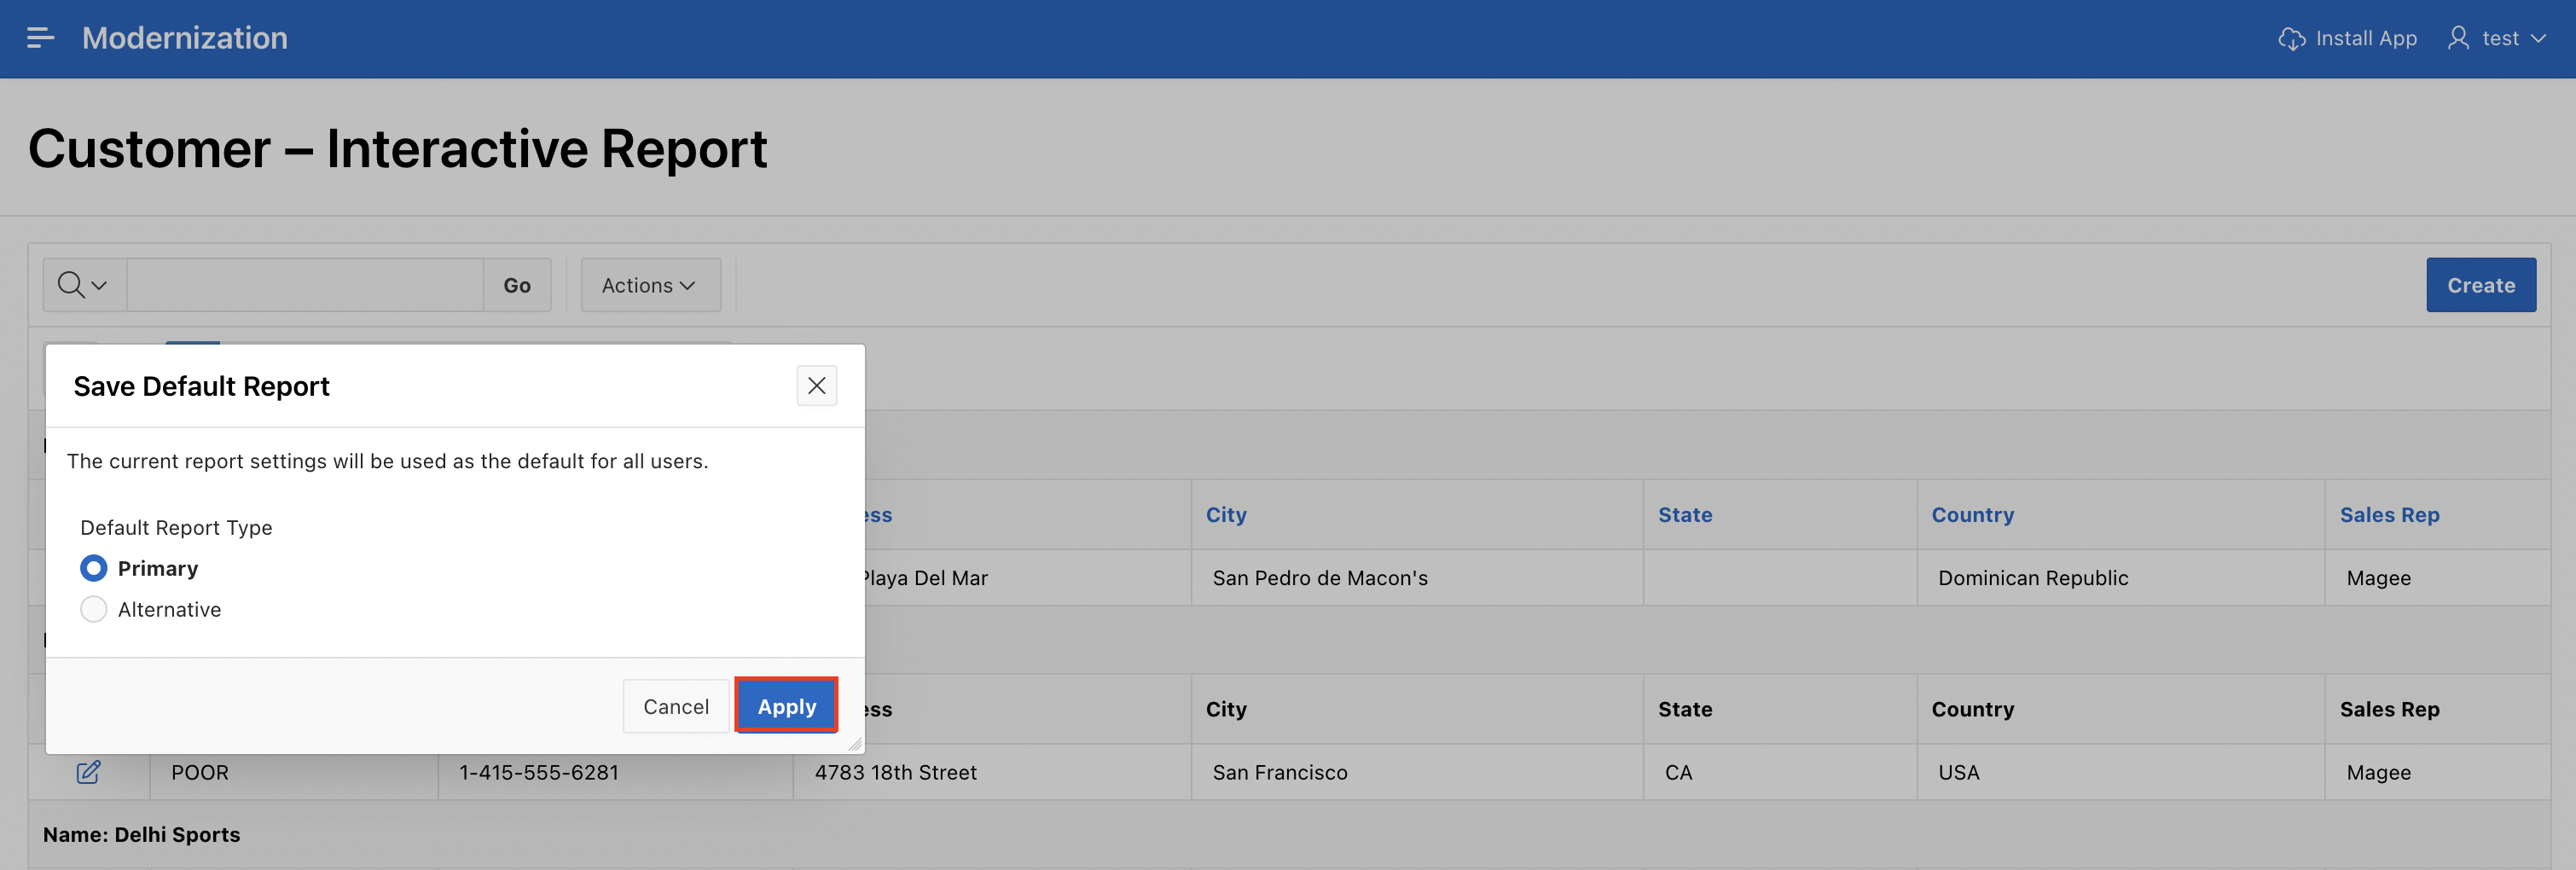 Modernization
Install App
test
Customer – Interactive Report
Go
Actions
Create
Save Default Report
The current report settings will be used as the default for all users.
Default Report Type
Primary
Alternative
Cancel
Apply
City State Country Sales Rep
Playa Del Mar San Pedro de Macon's Dominican Republic Magee
City State Country Sales Rep
POOR 1-415-555-6281 4783 18th Street San Francisco CA USA Magee
Name: Delhi Sports